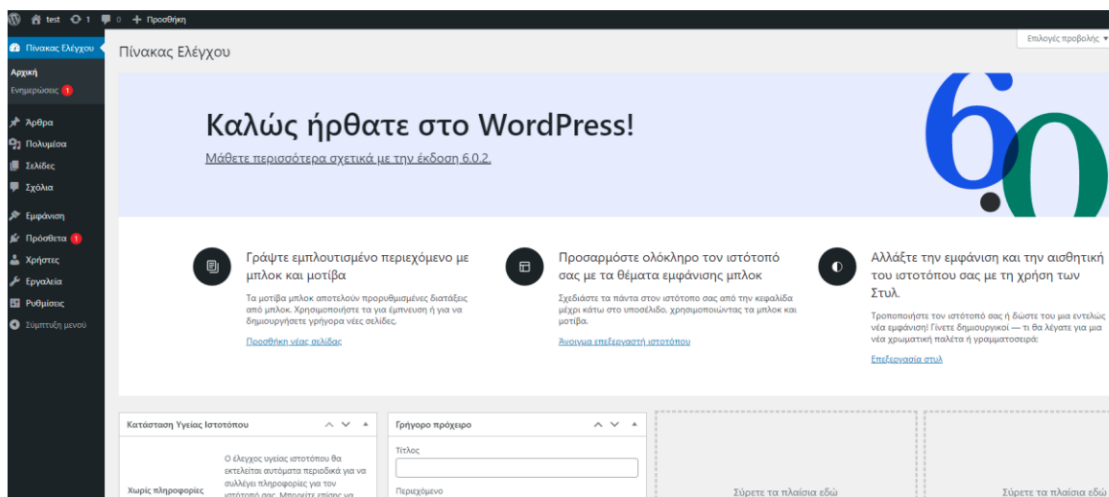 test 1 0 + Προσθήκη
Επιλογές προβολής ▼
Πίνακας Ελέγχου
Αρχική
Ενημερώσεις 1
Άρθρα
Πολυμέσα
Σελίδες
Σχόλια
Εμφάνιση
Πρόσθετα 1
Χρήστες
Εργαλεία
Ρυθμίσεις
Σύμπτυξη μενού
Πίνακας Ελέγχου
Καλώς ήρθατε στο WordPress!
Μάθετε περισσότερα σχετικά με την έκδοση 6.0.2.
6.0
Γράψτε εμπλουτισμένο περιεχόμενο με
μπλοκ και μοτίβα
Τα μοτίβα μπλοκ αποτελούν προρυθμισμένες διατάξεις
από μπλοκ. Χρησιμοποιήστε τα για έμπνευση ή για να
δημιουργήσετε γρήγορα νέες σελίδες.
Προσθήκη νέας σελίδας
Προσαρμόστε ολόκληρο τον ιστότοπό
σας με τα θέματα εμφάνισης μπλοκ
Σχεδιάστε τα πάντα στον ιστότοπο σας από την κεφαλίδα
μέχρι κάτω στο υποσέλιδο. χρησιμοποιώντας τα μπλοκ και
μοτίβα.
Άνοιγμα επεξεργαστή ιστοτόπου
Αλλάξτε την εμφάνιση και την αισθητική
του ιστοτόπου σας με τη χρήση των
Στυλ.
Τροποποιήστε τον ιστότοπό σας ή δώστε του μια εντελώς
νέα εμφάνιση! Γίνετε δημιουργικοί — τι θα λέγατε για μια
νέα χρωματική παλέτα ή γραμματοσειρά;
Επεξεργασία στυλ
Κατάσταση Υγείας Ιστοτόπου
Ο έλεγχος υγείας ιστοτόπου θα
εκτελείται αυτόματα περιοδικά για να
συλλέγει πληροφορίες για τον
ιστότοπό σας. Μπορείτε επίσης να
Χωρίς πληροφορίες
Γρήγορο πρόχειρο
Τίτλος
Περιεχόμενο
Σύρετε τα πλαίσια εδώ
Σύρετε τα πλαίσια εδώ